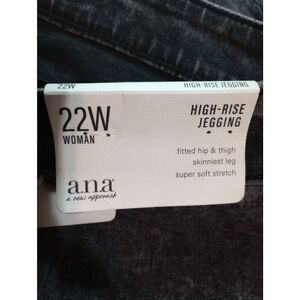 22W HIGH-RISE JEGGING
22W
WOMAN
HIGH-RISE
JEGGING
fitted hip & thigh
skinniest leg
super soft stretch
a.n.a®
a new approach